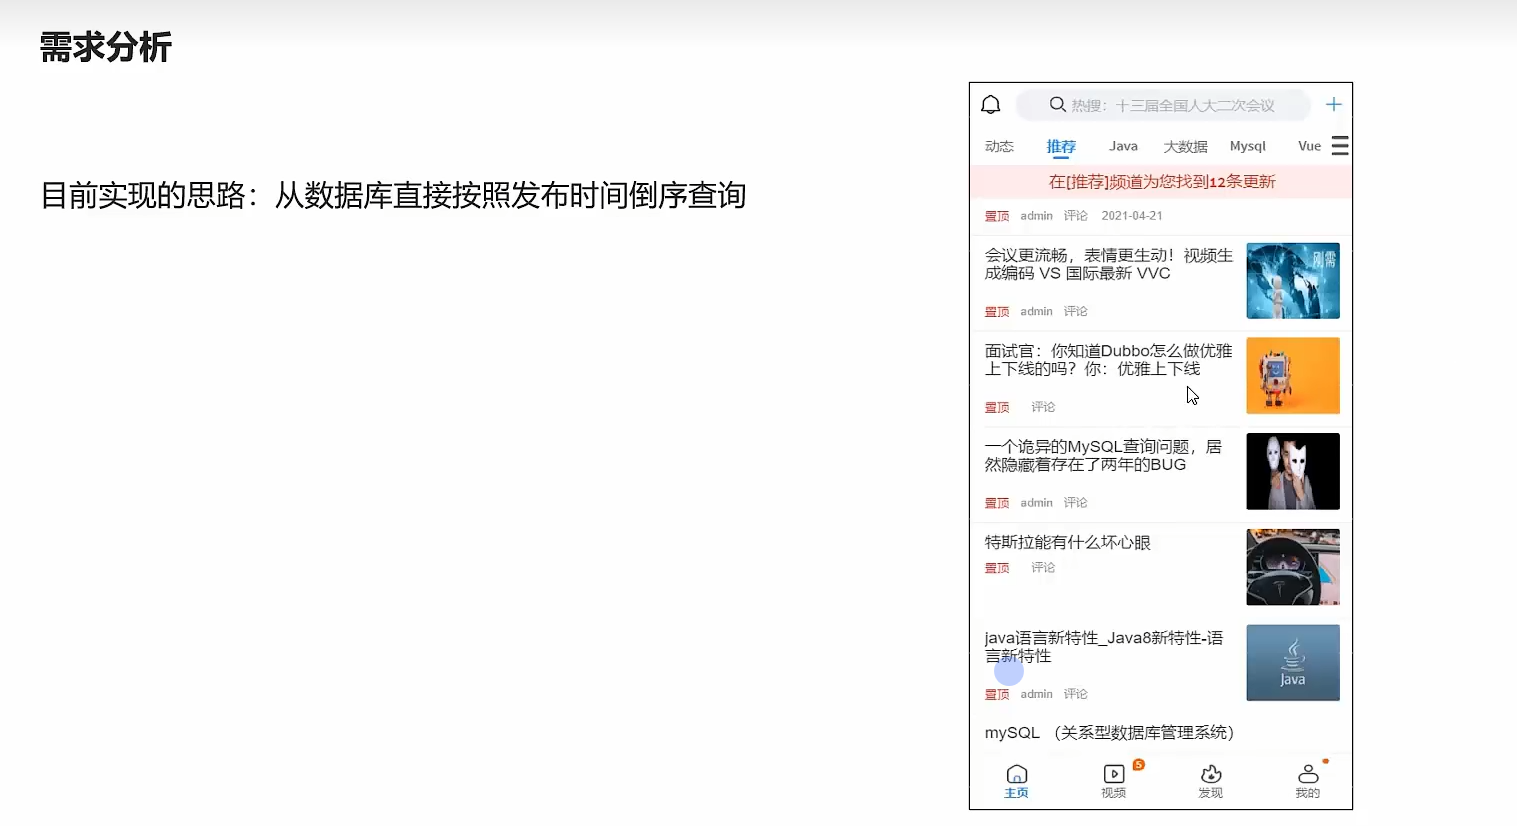 需求分析
目前实现的思路：从数据库直接按照发布时间倒序查询
热搜：十三届全国人大二次会议
动态 推荐 Java 大数据 Mysql Vue
在[推荐]频道为您找到12条更新
置顶 admin 评论 2021-04-21
会议更流畅，表情更生动！视频生
成编码 VS 国际最新 VVC
刚需
置顶 admin 评论
面试官：你知道Dubbo怎么做优雅
上下线的吗？你：优雅上下线
置顶 评论
一个诡异的MySQL查询问题，居
然隐藏着存在了两年的BUG
置顶 admin 评论
特斯拉能有什么坏心眼
置顶 评论
java语言新特性_Java8新特性-语
言新特性
Java
置顶 admin 评论
mySQL （关系型数据库管理系统）
5
主页 视频 发现 我的